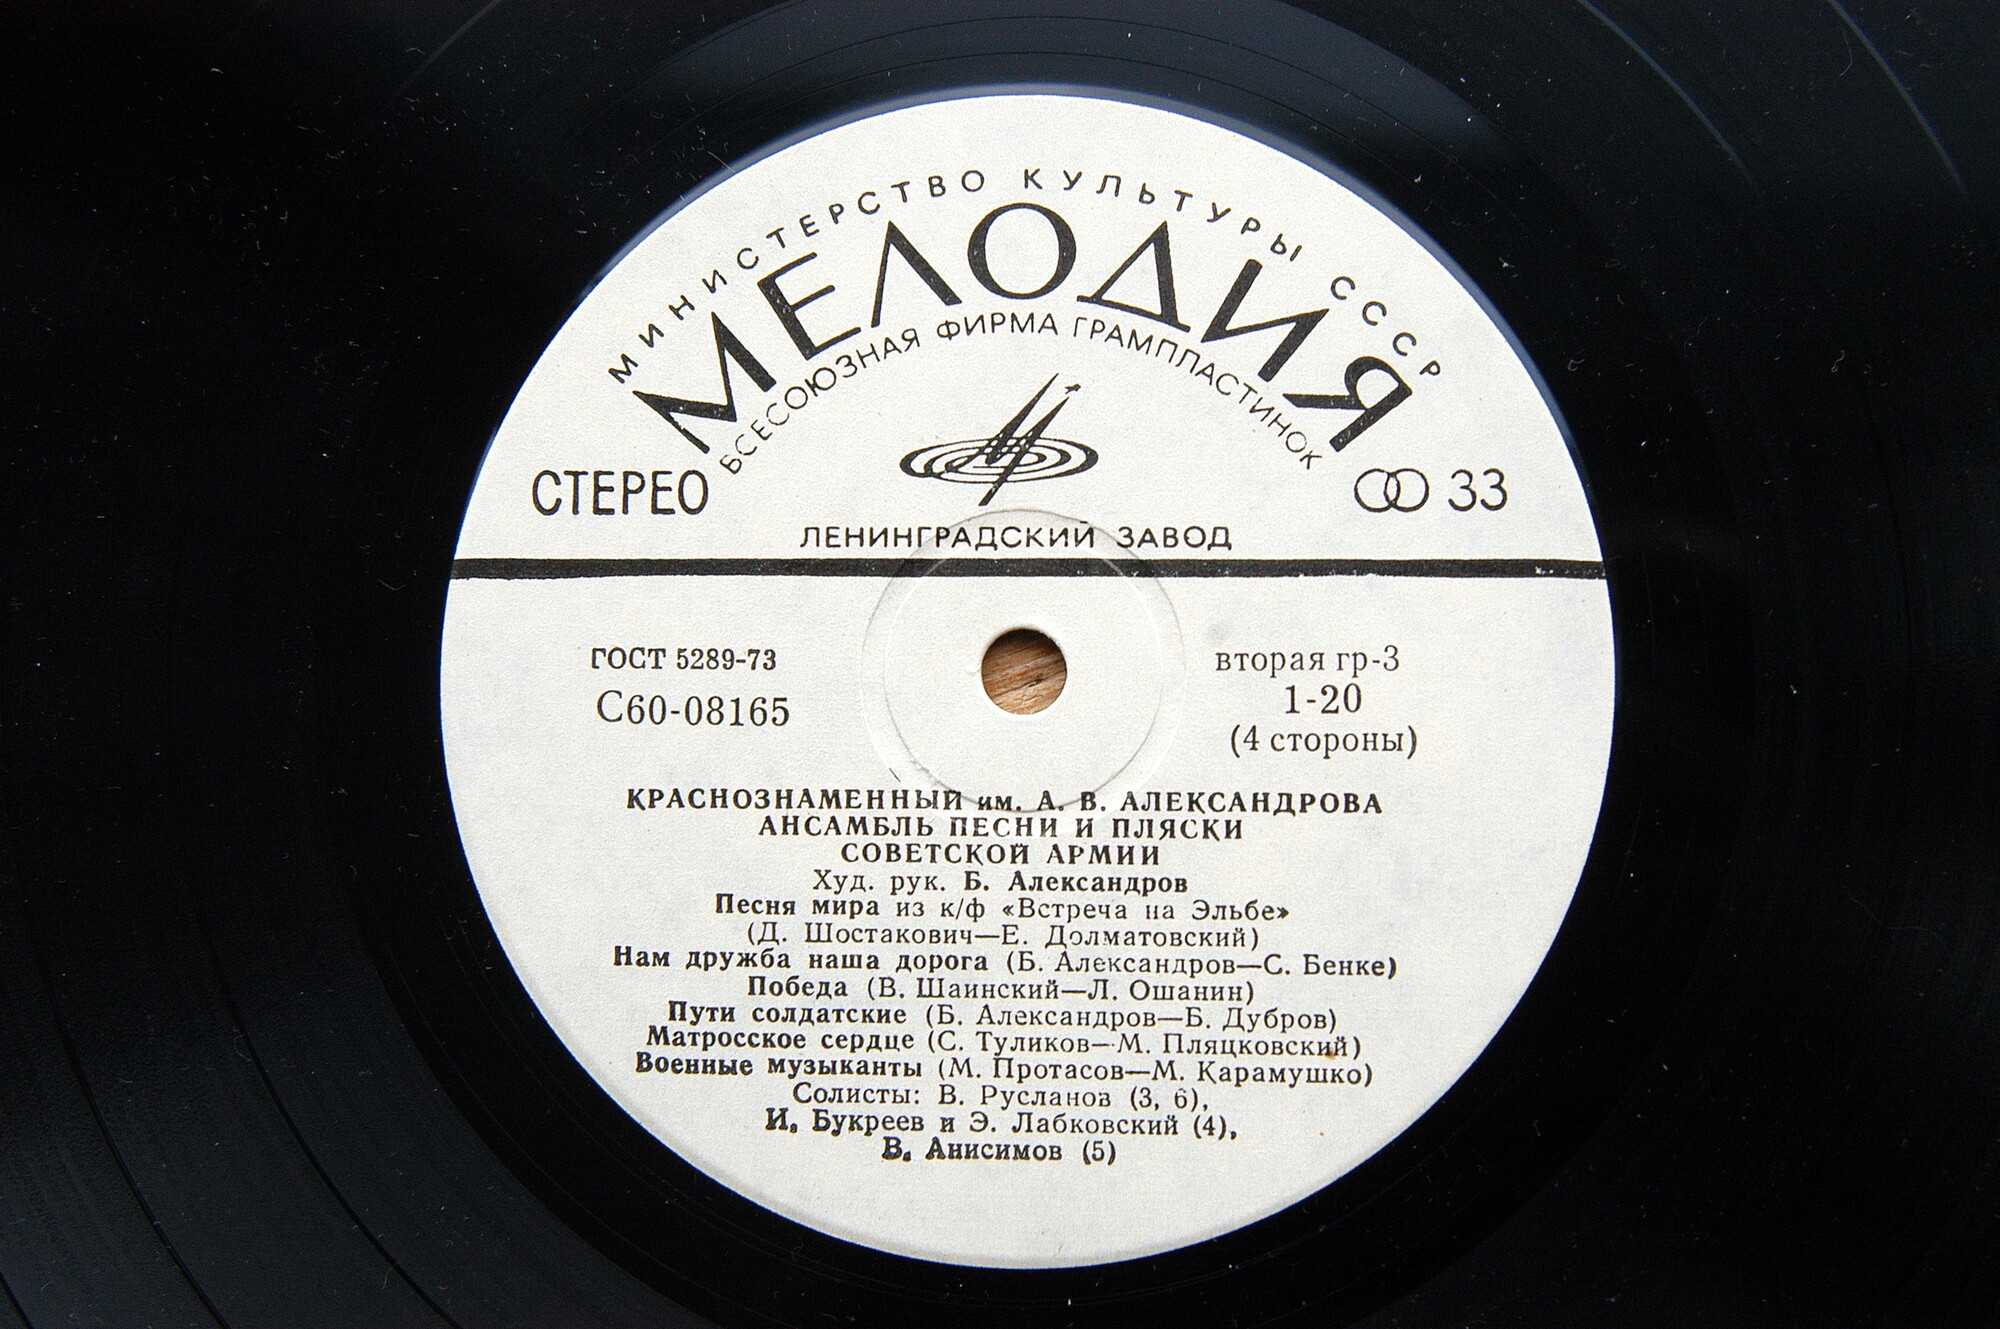 МИНИСТЕРСТВО КУЛЬТУРЫ СССР
МЕЛОДИЯ
ВСЕСОЮЗНАЯ ФИРМА ГРАМПЛАСТИНОК
СТЕРЕО
33
ЛЕНИНГРАДСКИЙ ЗАВОД
ГОСТ 5289-73
С60-08165
вторая гр-3
1-20
(4 стороны)
КРАСНОЗНАМЕННЫЙ им. А. В. АЛЕКСАНДРОВА
АНСАМБЛЬ ПЕСНИ И ПЛЯСКИ
СОВЕТСКОЙ АРМИИ
Худ. рук. Б. Александров
Песня мира из к/ф «Встреча на Эльбе»
(Д. Шостакович—Е. Долматовский)
Нам дружба наша дорога (Б. Александров—С. Бенке)
Победа (В. Шаинский—Л. Ошанин)
Пути солдатские (Б. Александров—Б. Дубров)
Матросское сердце (С. Туликов—М. Пляцковский)
Военные музыканты (М. Протасов—М. Карамушко)
Солисты: В. Русланов (3, 6),
И. Букреев и Э. Лабковский (4),
В. Анисимов (5)